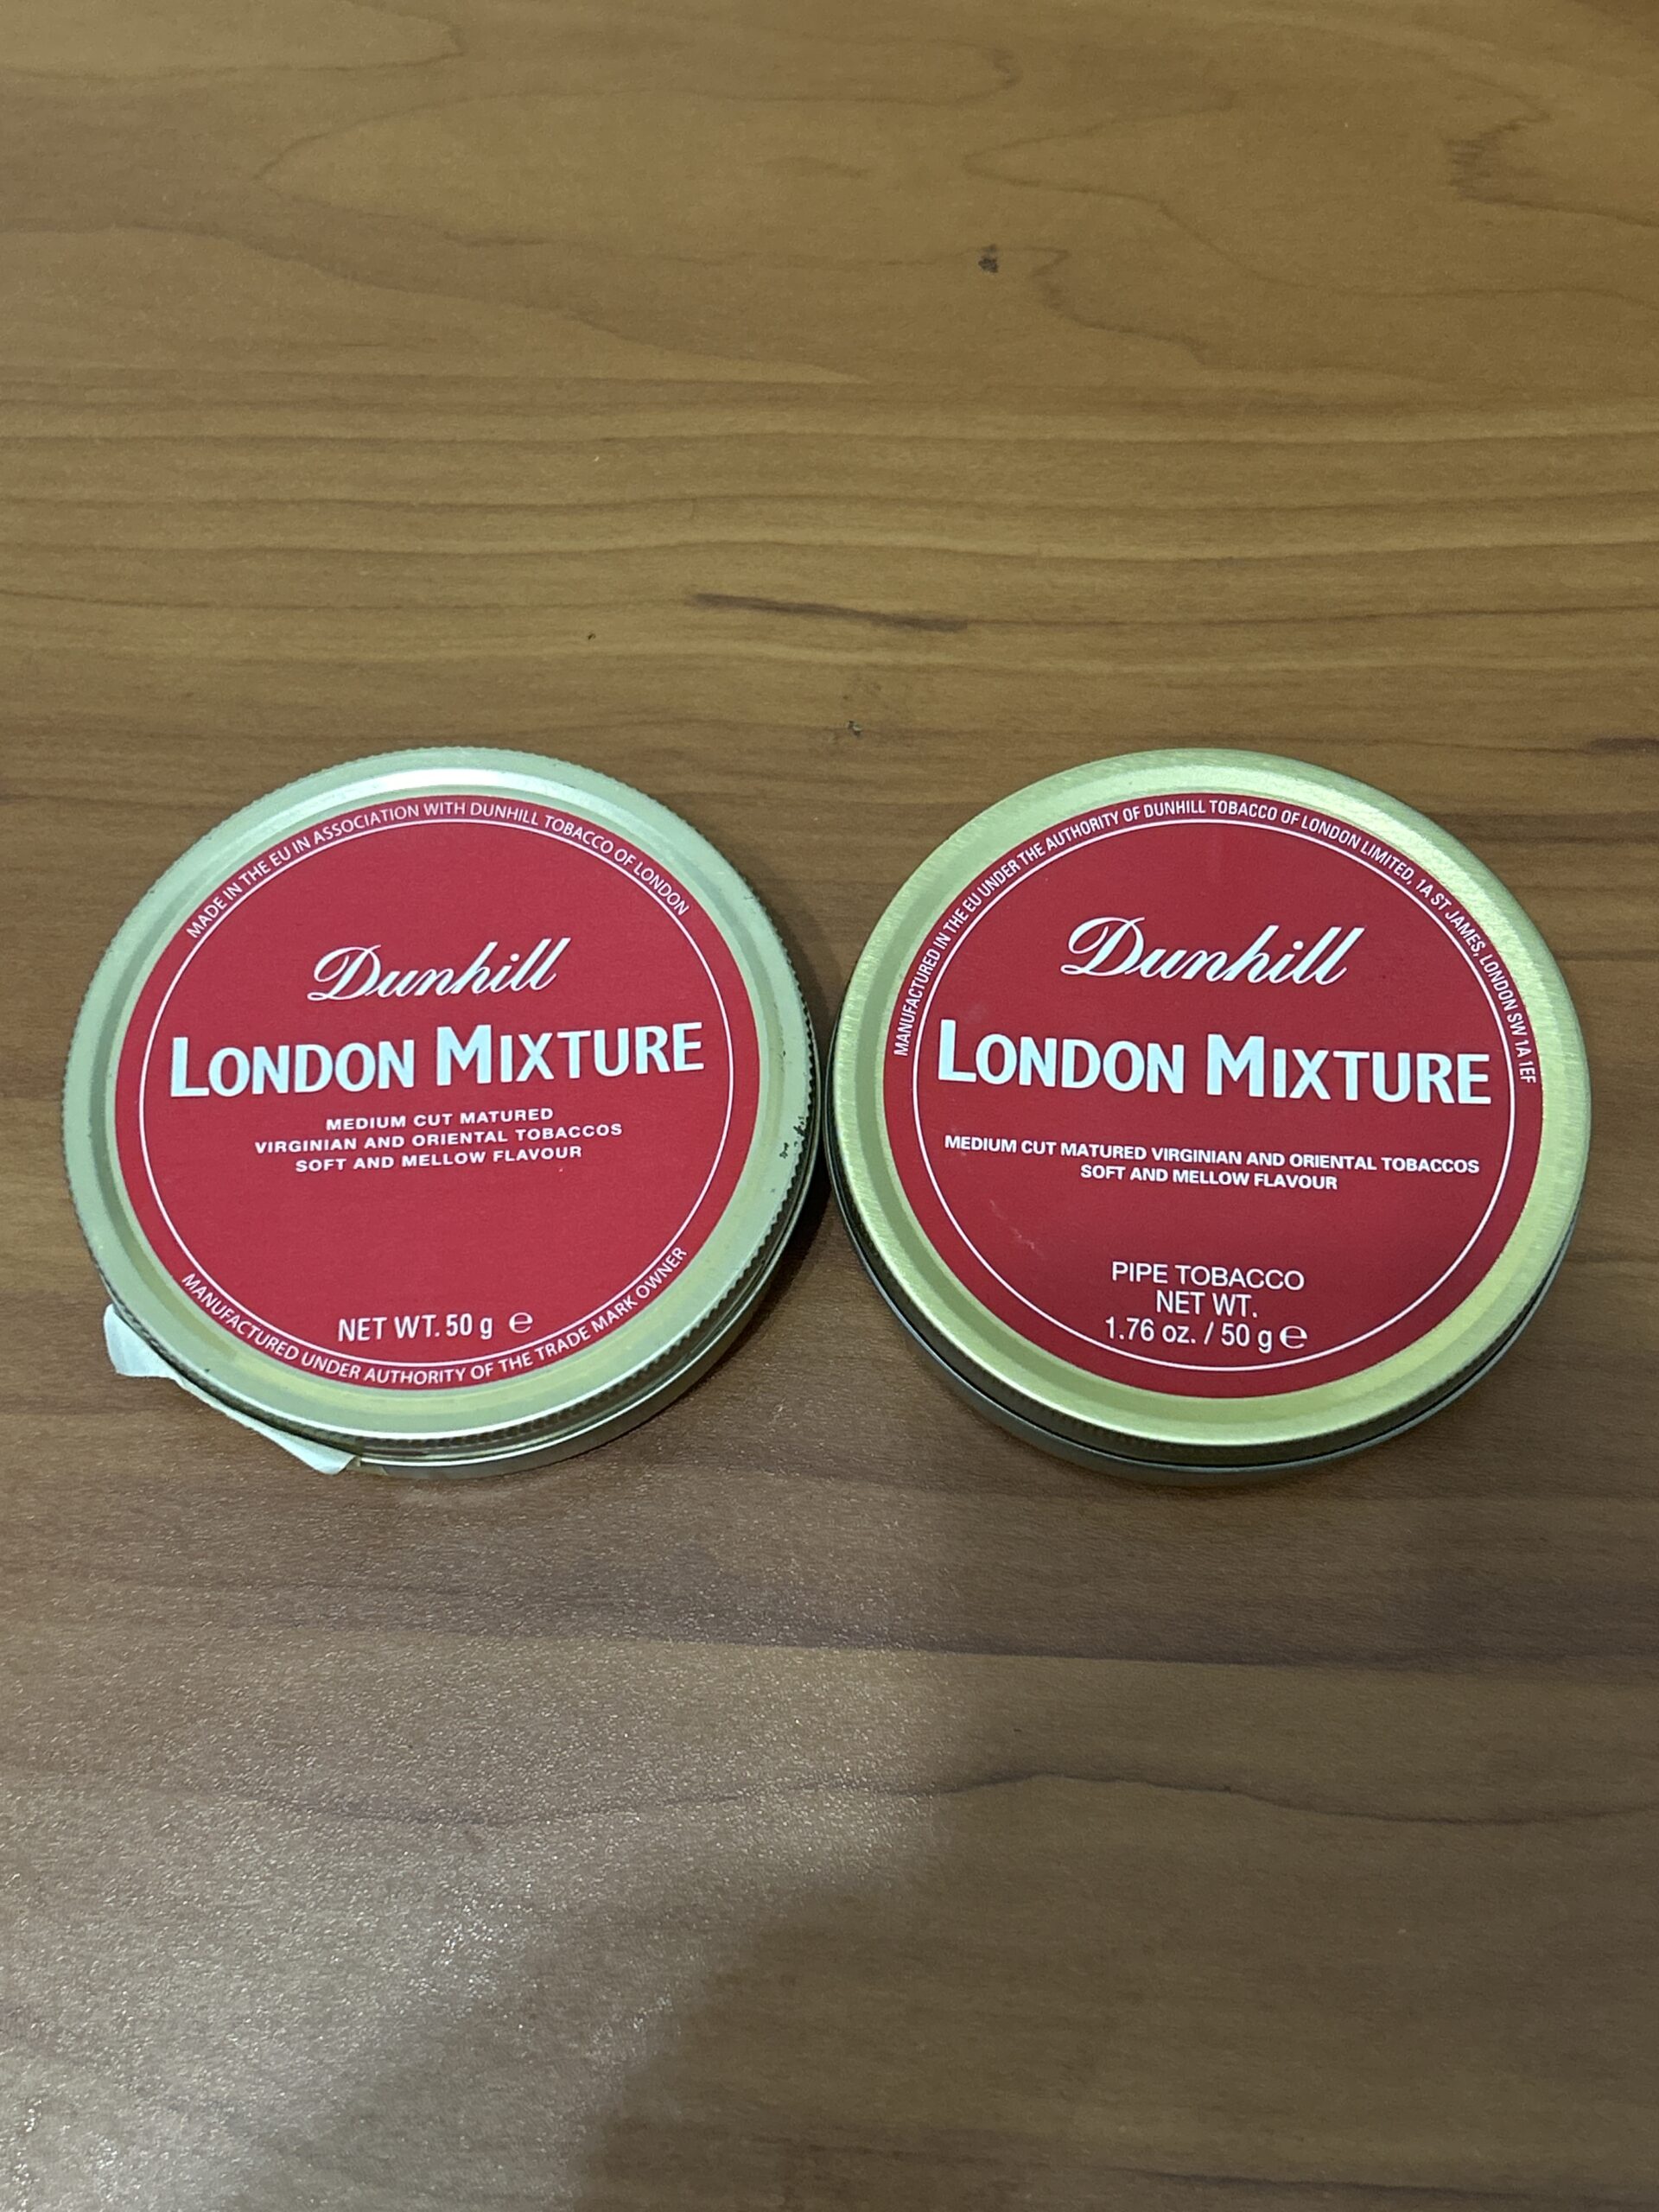 MADE IN THE EU IN ASSOCIATION WITH DUNHILL TOBACCO OF LONDON
Dunhill
LONDON MIXTURE
MEDIUM CUT MATURED
VIRGINIAN AND ORIENTAL TOBACCOS
SOFT AND MELLOW FLAVOUR
NET WT. 50 g ℮
MANUFACTURED UNDER AUTHORITY OF THE TRADE MARK OWNER
MANUFACTURED IN THE EU UNDER THE AUTHORITY OF DUNHILL TOBACCO OF LONDON LIMITED, 1A ST JAMES, LONDON SW1A 1EF
Dunhill
LONDON MIXTURE
MEDIUM CUT MATURED VIRGINIAN AND ORIENTAL TOBACCOS
SOFT AND MELLOW FLAVOUR
PIPE TOBACCO
NET WT.
1.76 oz. / 50 g ℮